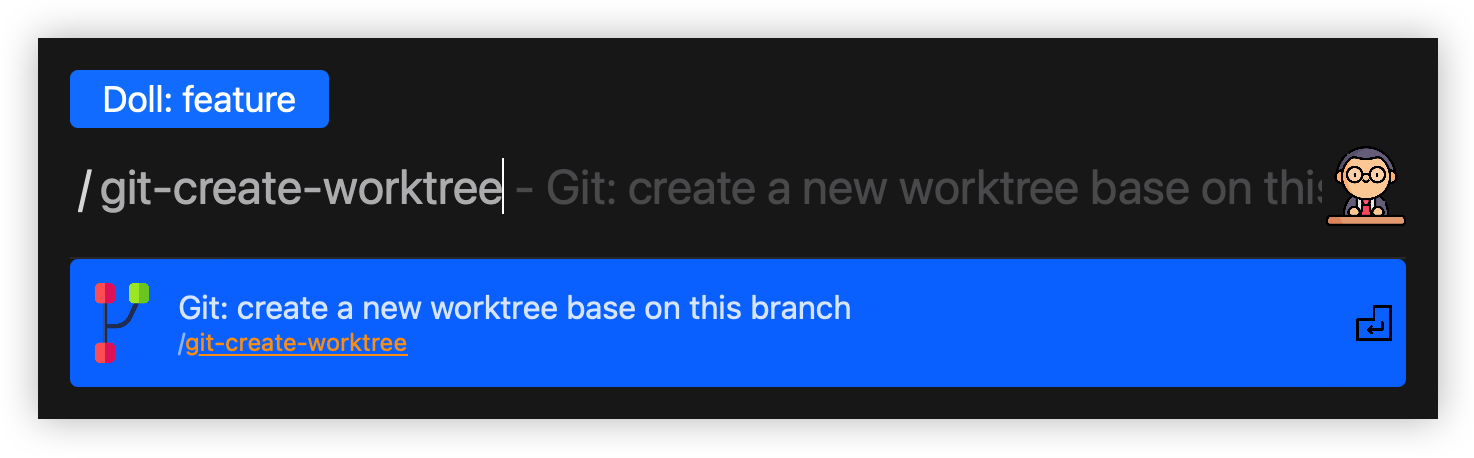 Doll: feature
/git-create-worktree - Git: create a new worktree base on this
Git: create a new worktree base on this branch
/git-create-worktree